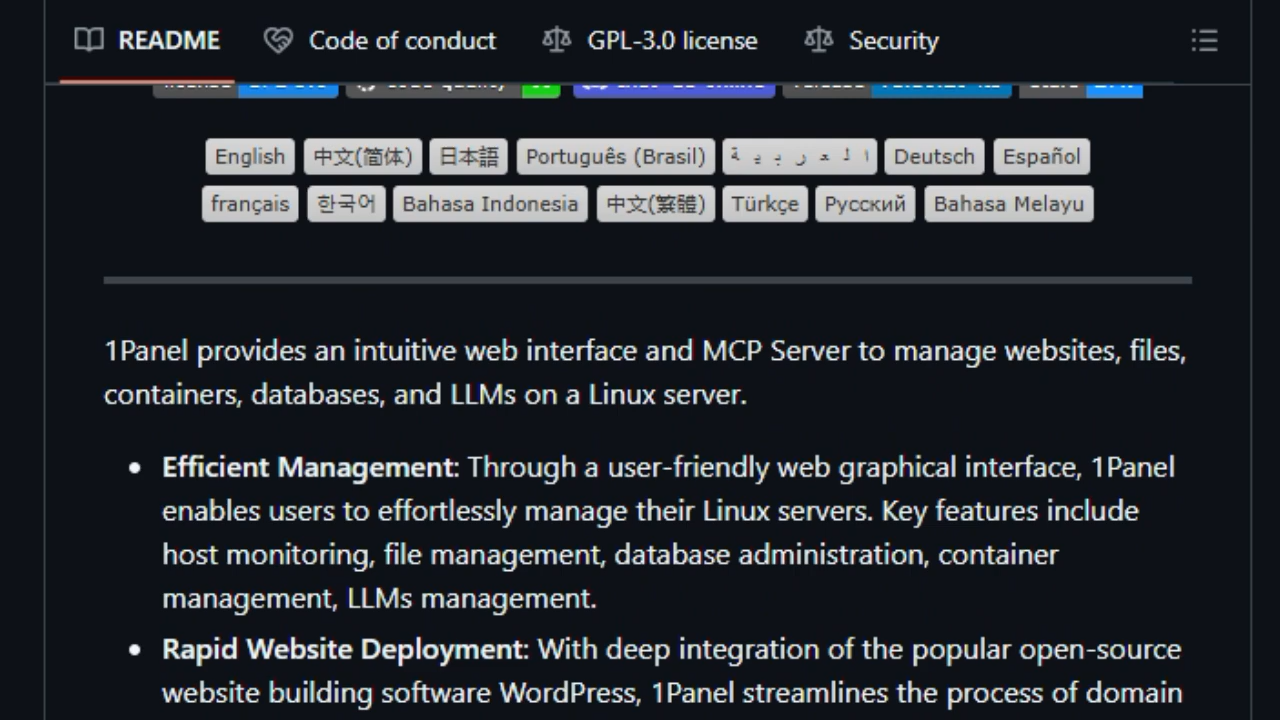 README Code of conduct GPL-3.0 license Security
English 中文(简体) 日本語 Português (Brasil) العربية Deutsch Español
français 한국어 Bahasa Indonesia 中文(繁體) Türkçe Русский Bahasa Melayu
1Panel provides an intuitive web interface and MCP Server to manage websites, files,
containers, databases, and LLMs on a Linux server.
Efficient Management: Through a user-friendly web graphical interface, 1Panel
enables users to effortlessly manage their Linux servers. Key features include
host monitoring, file management, database administration, container
management, LLMs management.
Rapid Website Deployment: With deep integration of the popular open-source
website building software WordPress, 1Panel streamlines the process of domain